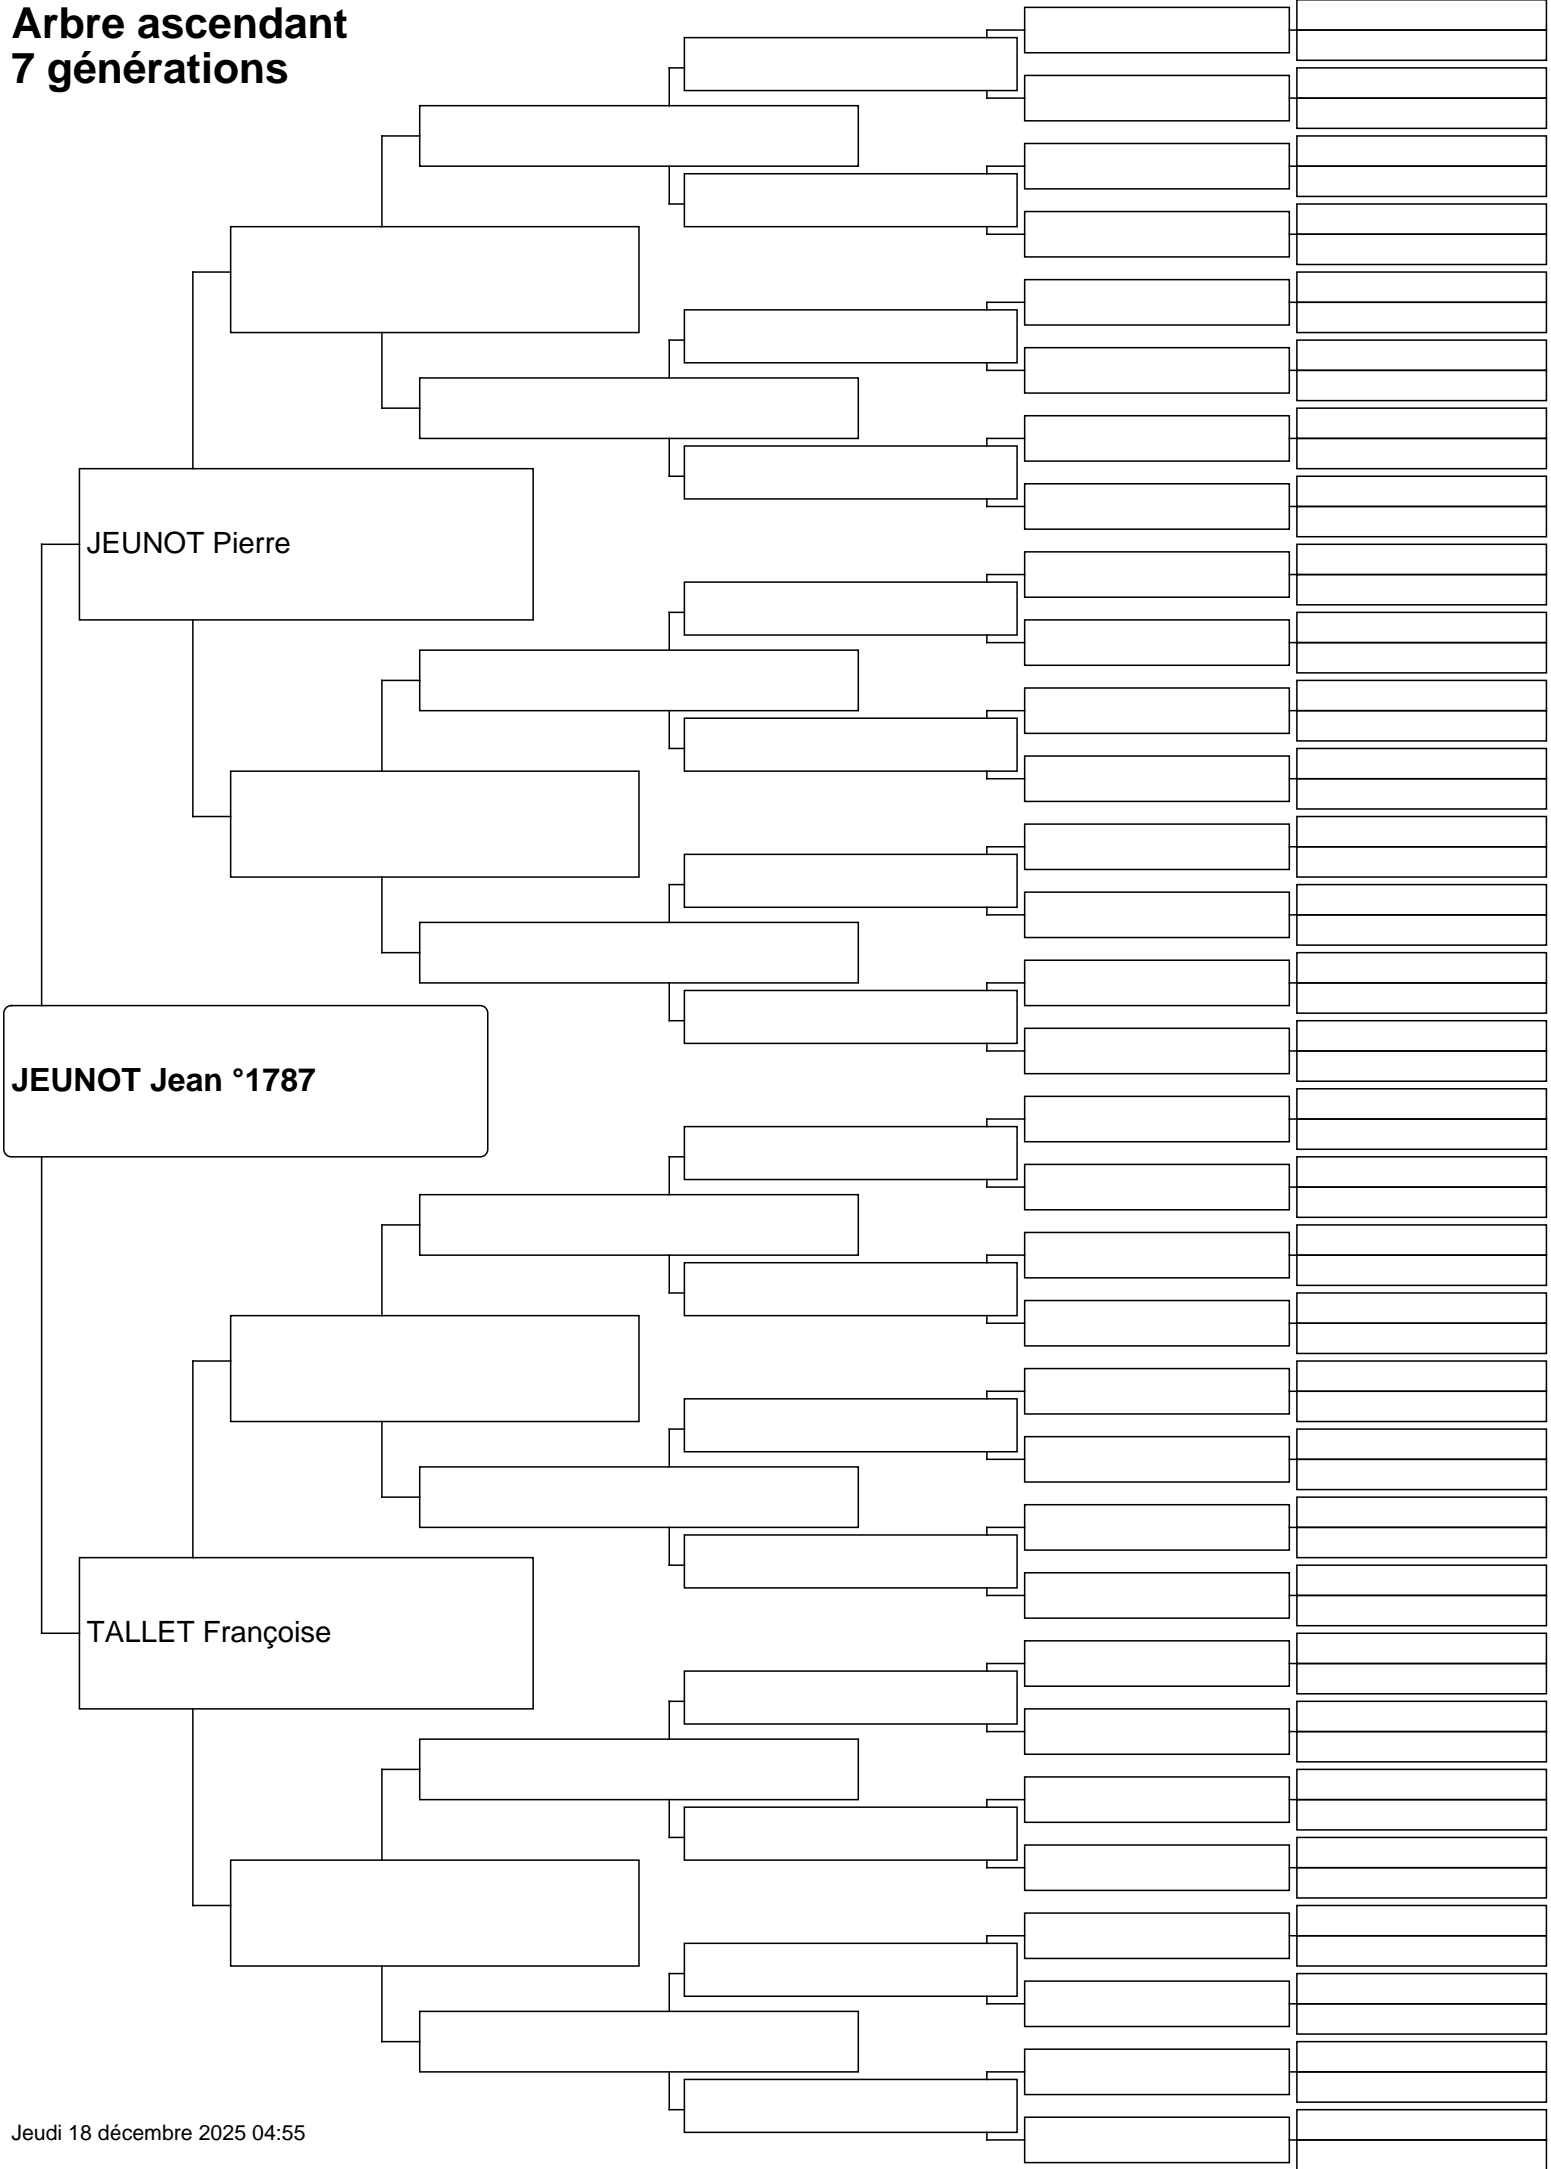 Arbre ascendant
7 générations
JEUNOT Pierre
JEUNOT Jean °1787
TALLET Françoise
Jeudi 18 décembre 2025 04:55